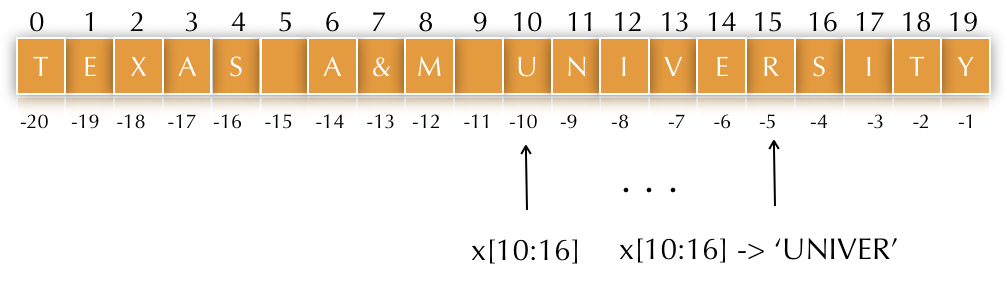 0 1 2 3 4 5 6 7 8 9 10 11 12 13 14 15 16 17 18 19
T E X A S A & M U N I V E R S I T Y
-20 -19 -18 -17 -16 -15 -14 -13 -12 -11 -10 -9 -8 -7 -6 -5 -4 -3 -2 -1
. . .
x[10:16] x[10:16] -> ‘UNIVER’